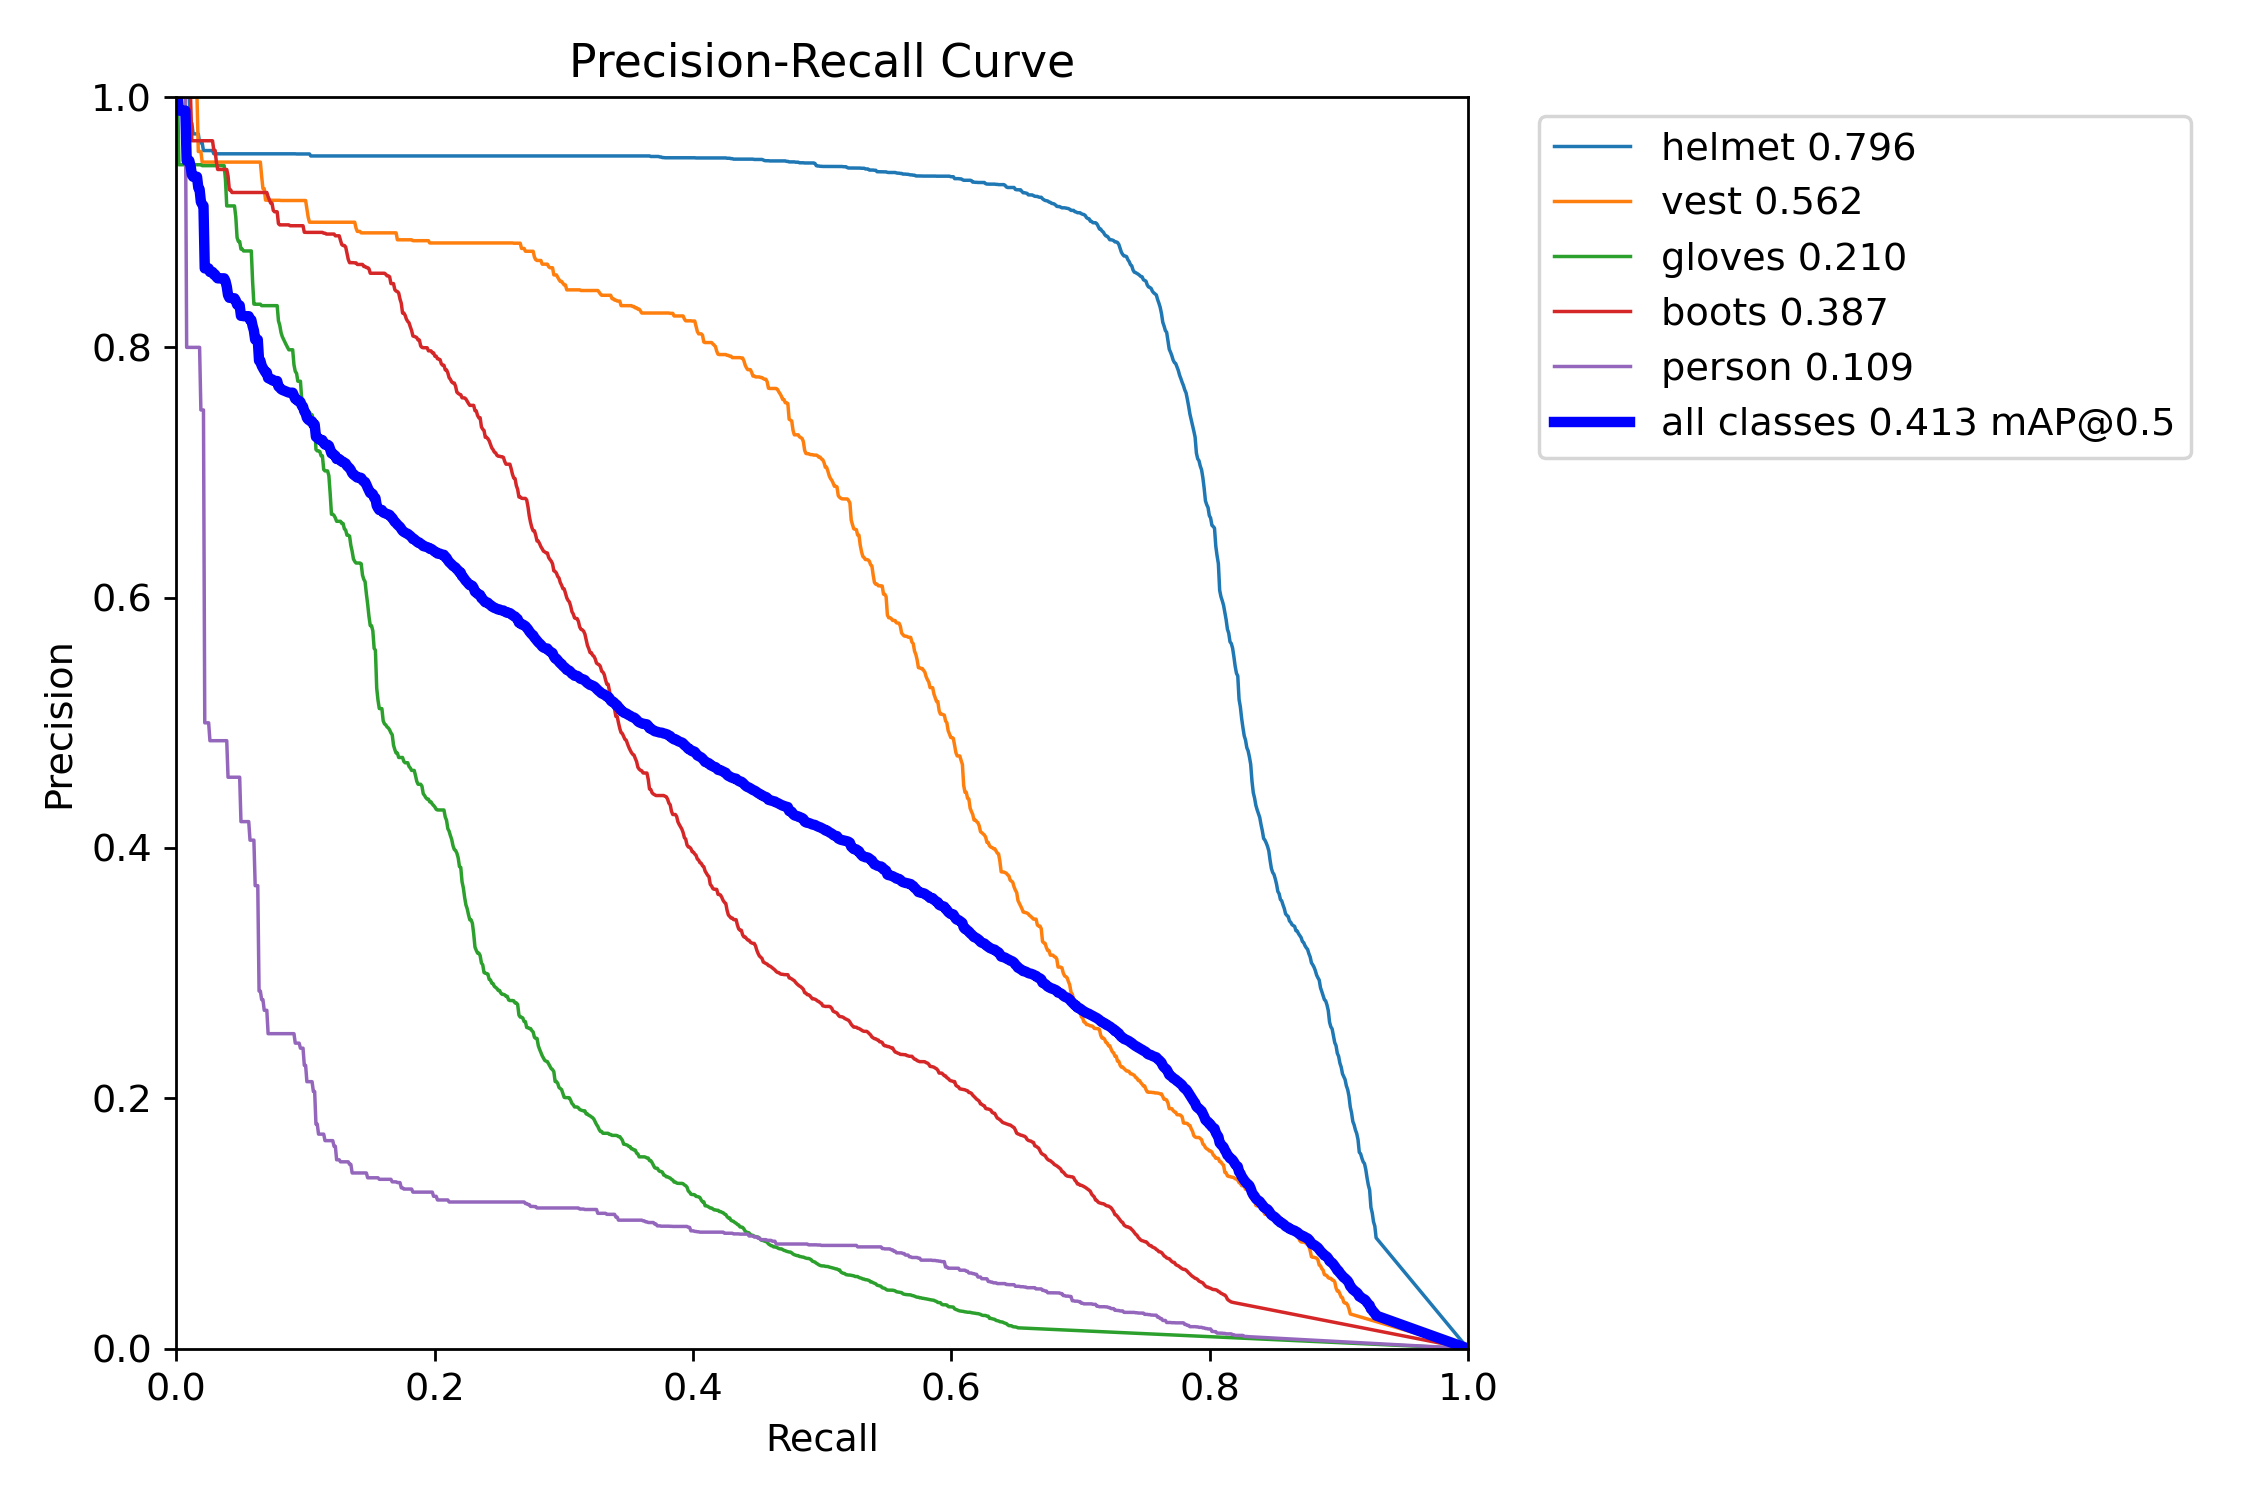 Precision-Recall Curve
1.0
0.8
0.6
0.4
0.2
0.0
Precision
0.0 0.2 0.4 0.6 0.8 1.0
Recall
helmet 0.796
vest 0.562
gloves 0.210
boots 0.387
person 0.109
all classes 0.413 mAP@0.5